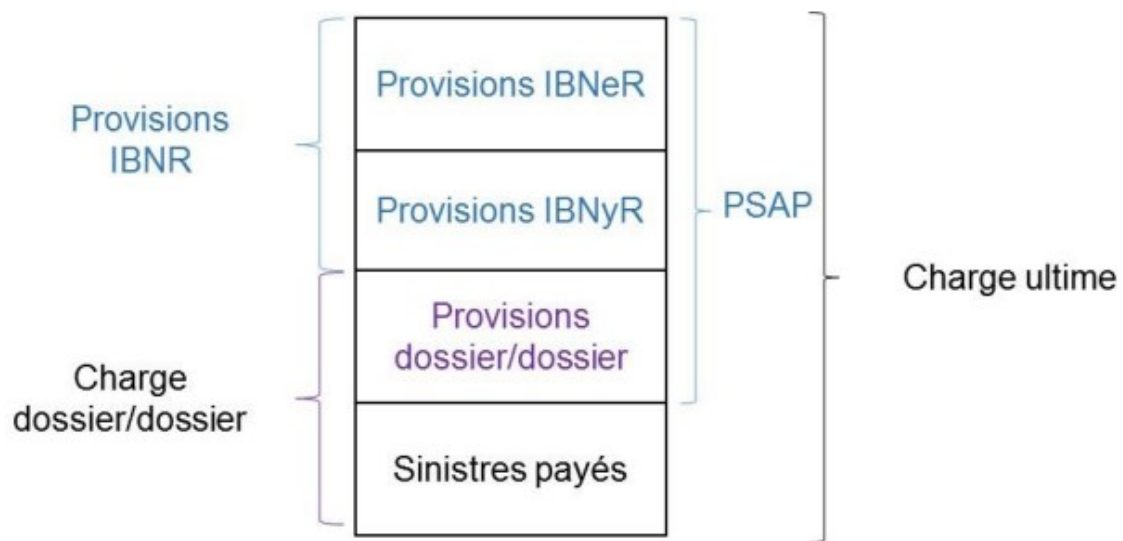 Provisions IBNeR
Provisions
IBNR
Provisions IBNyR
PSAP
Charge ultime
Provisions
dossier/dossier
Charge
dossier/dossier
Sinistres payés